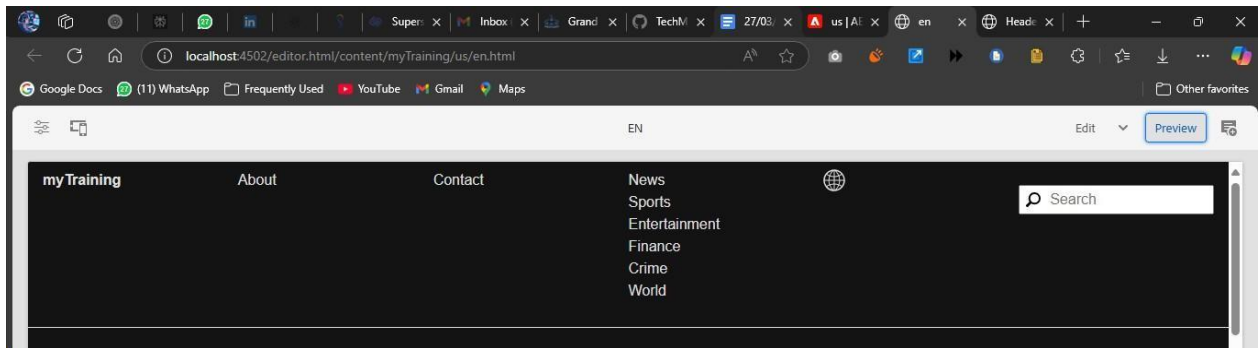 Supers Inbox Grand TechM 27/03/ us | AE en Heade
localhost:4502/editor.html/content/myTraining/us/en.html
Google Docs (11) WhatsApp Frequently Used YouTube Gmail Maps Other favorites
EN Edit Preview
myTraining About Contact News
Sports
Search
Entertainment
Finance
Crime
World